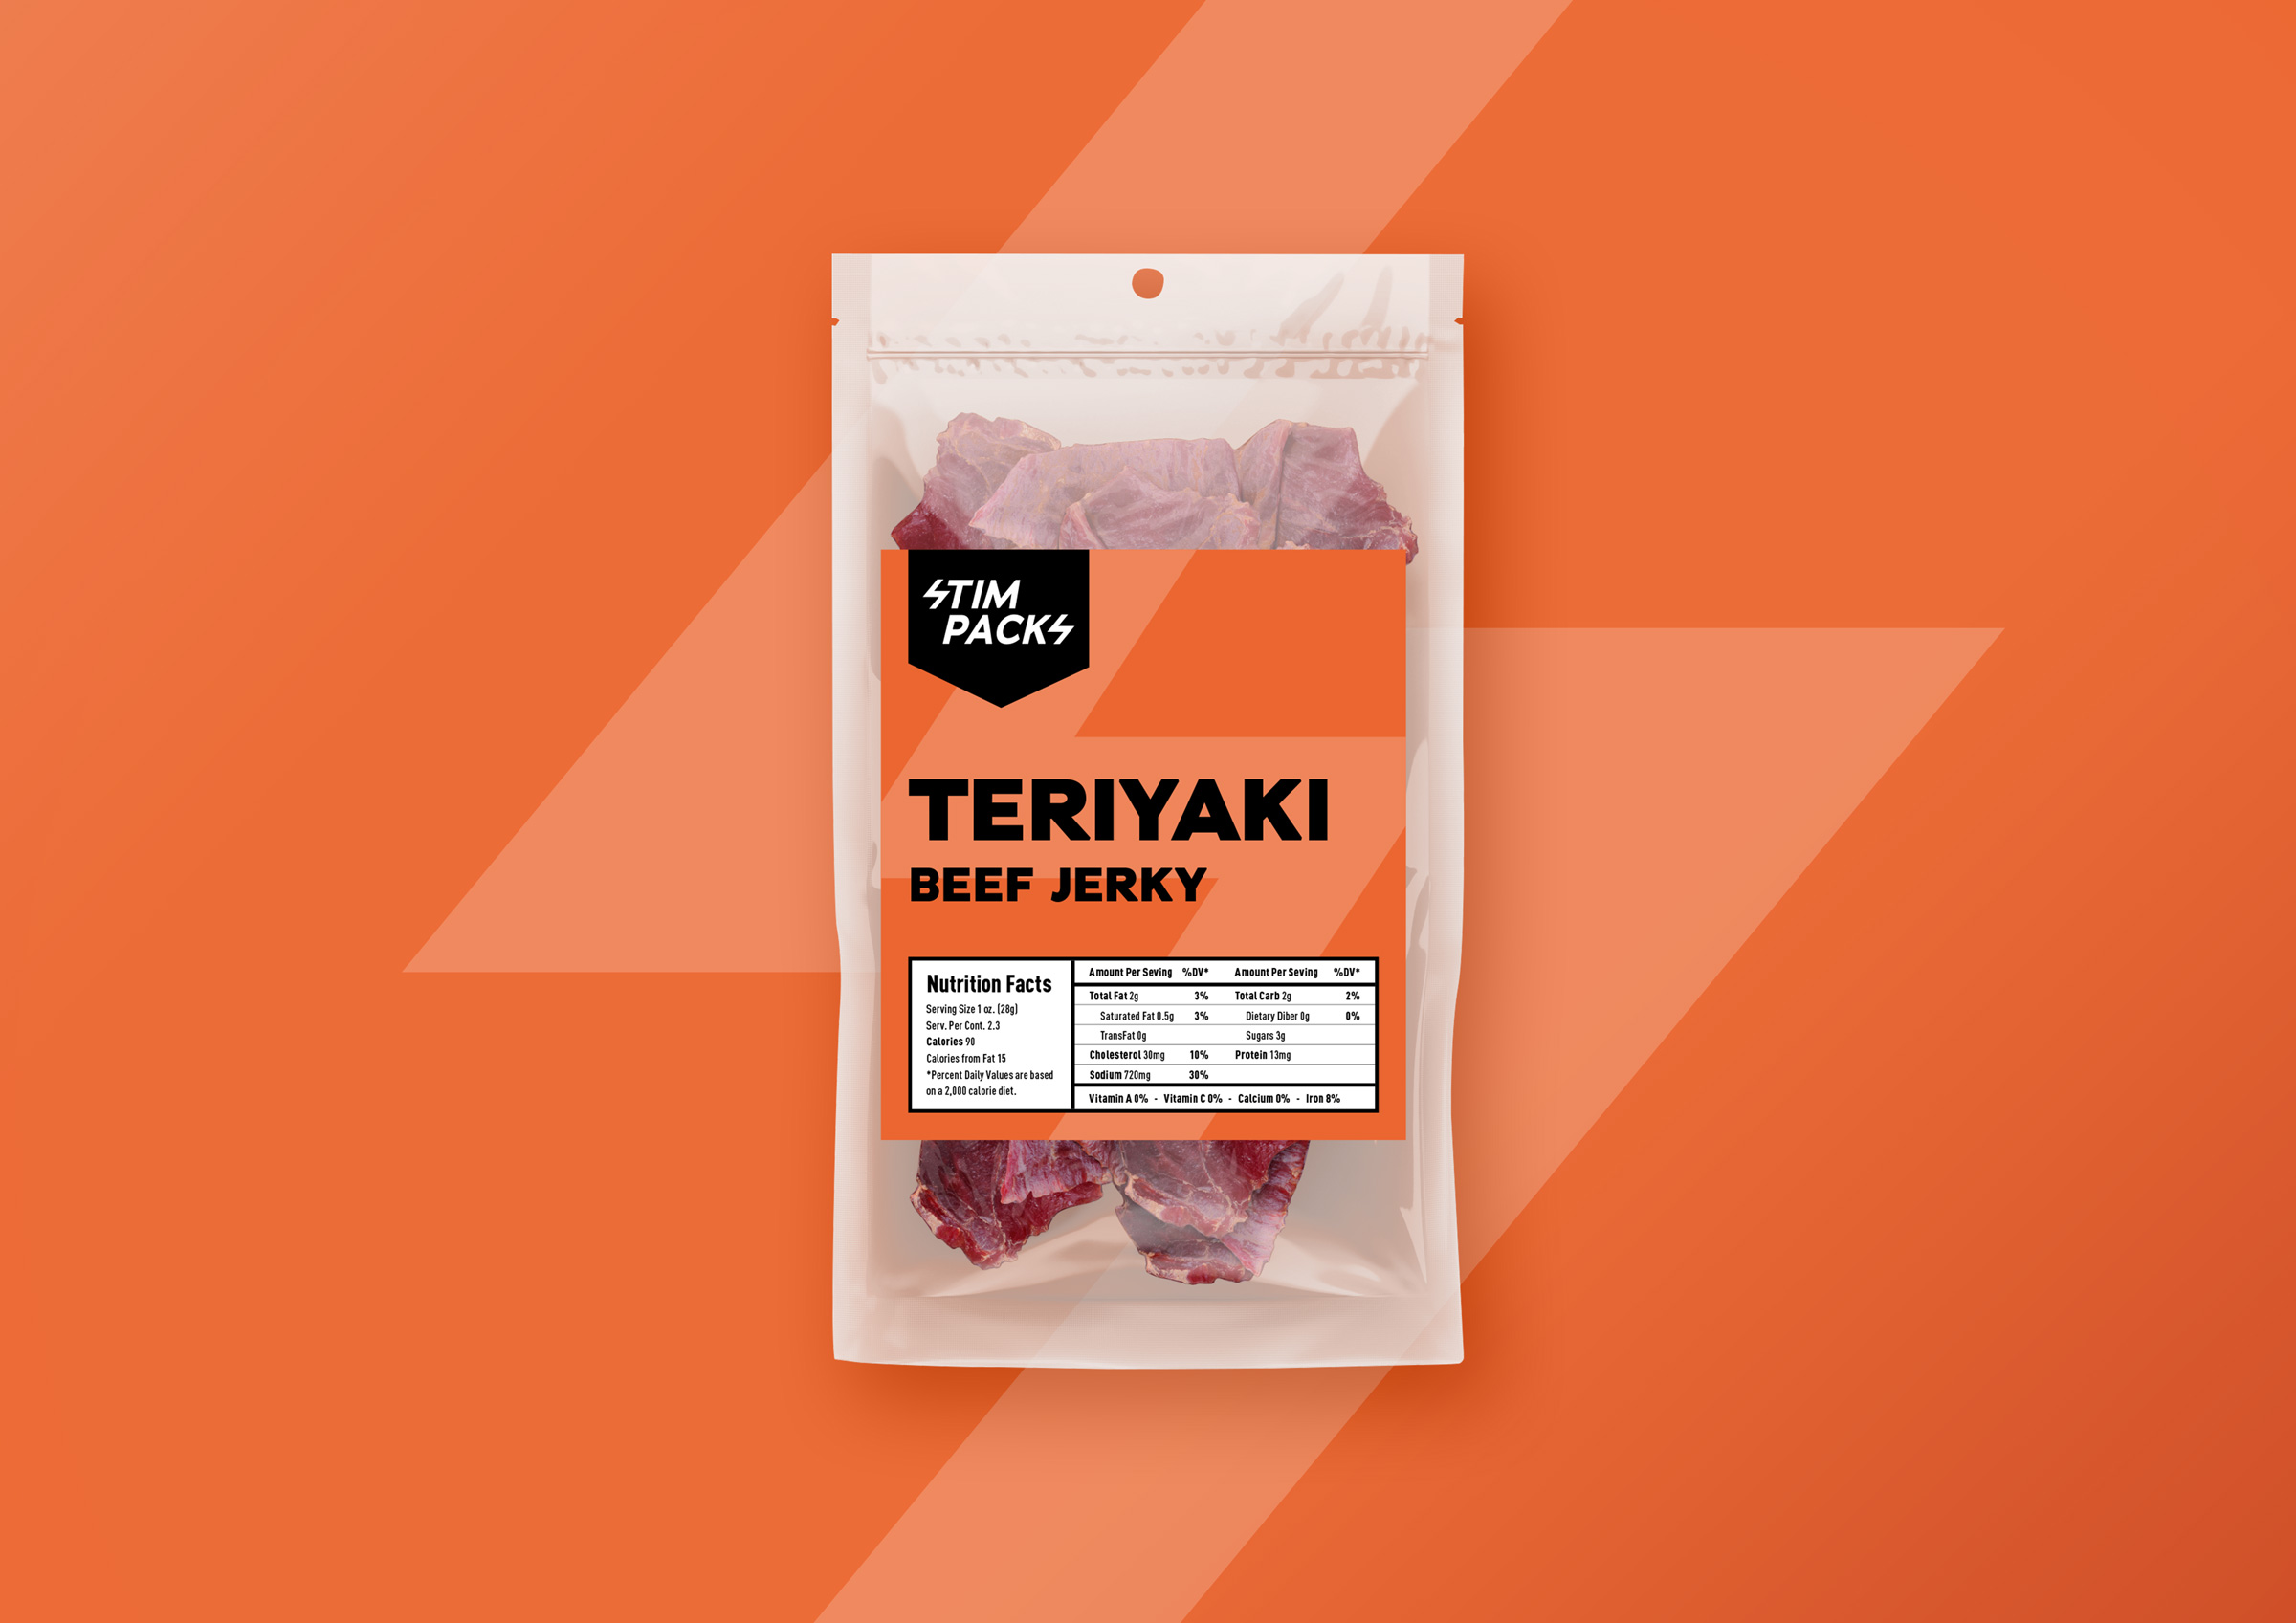 STIM
PACKS
TERIYAKI
BEEF JERKY
Nutrition Facts
Serving Size 1 oz. (28g)
Serv. Per Cont. 2.3
Calories 90
Calories from Fat 15
*Percent Daily Values are based
on a 2,000 calorie diet.
Amount Per Seving %DV* Amount Per Seving %DV*
Total Fat 2g 3% Total Carb 2g 2%
Saturated Fat 0.5g 3% Dietary Diber 0g 0%
TransFat 0g Sugars 3g
Cholesterol 30mg 10% Protein 13mg
Sodium 720mg 30%
Vitamin A 0% - Vitamin C 0% - Calcium 0% - Iron 8%